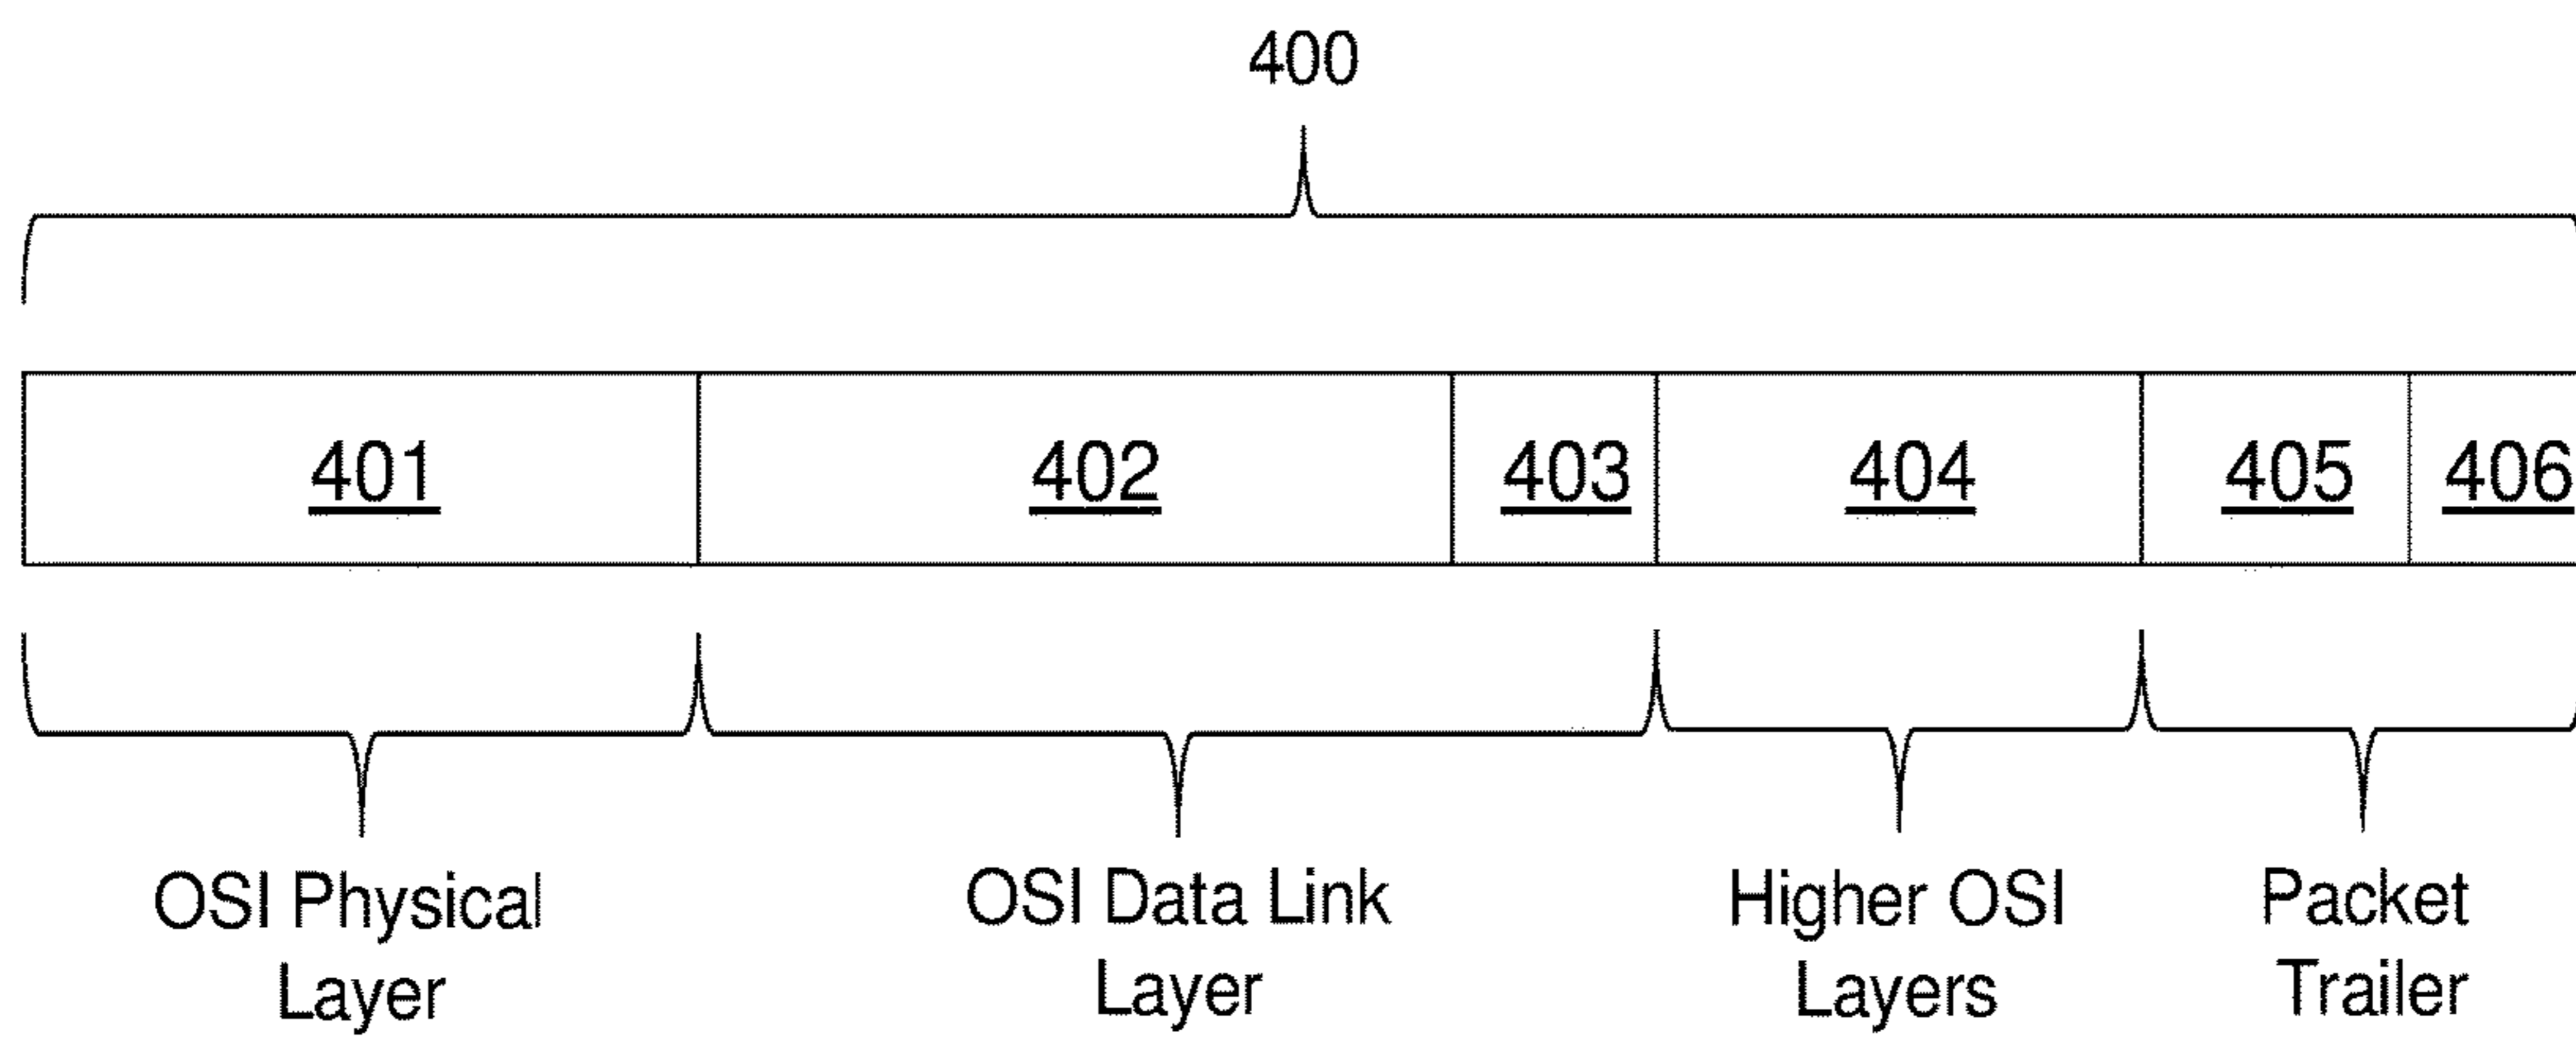 400
401 402 403 404 405 406
OSI Physical OSI Data Link Higher OSI Packet
Layer Layer Layers Trailer